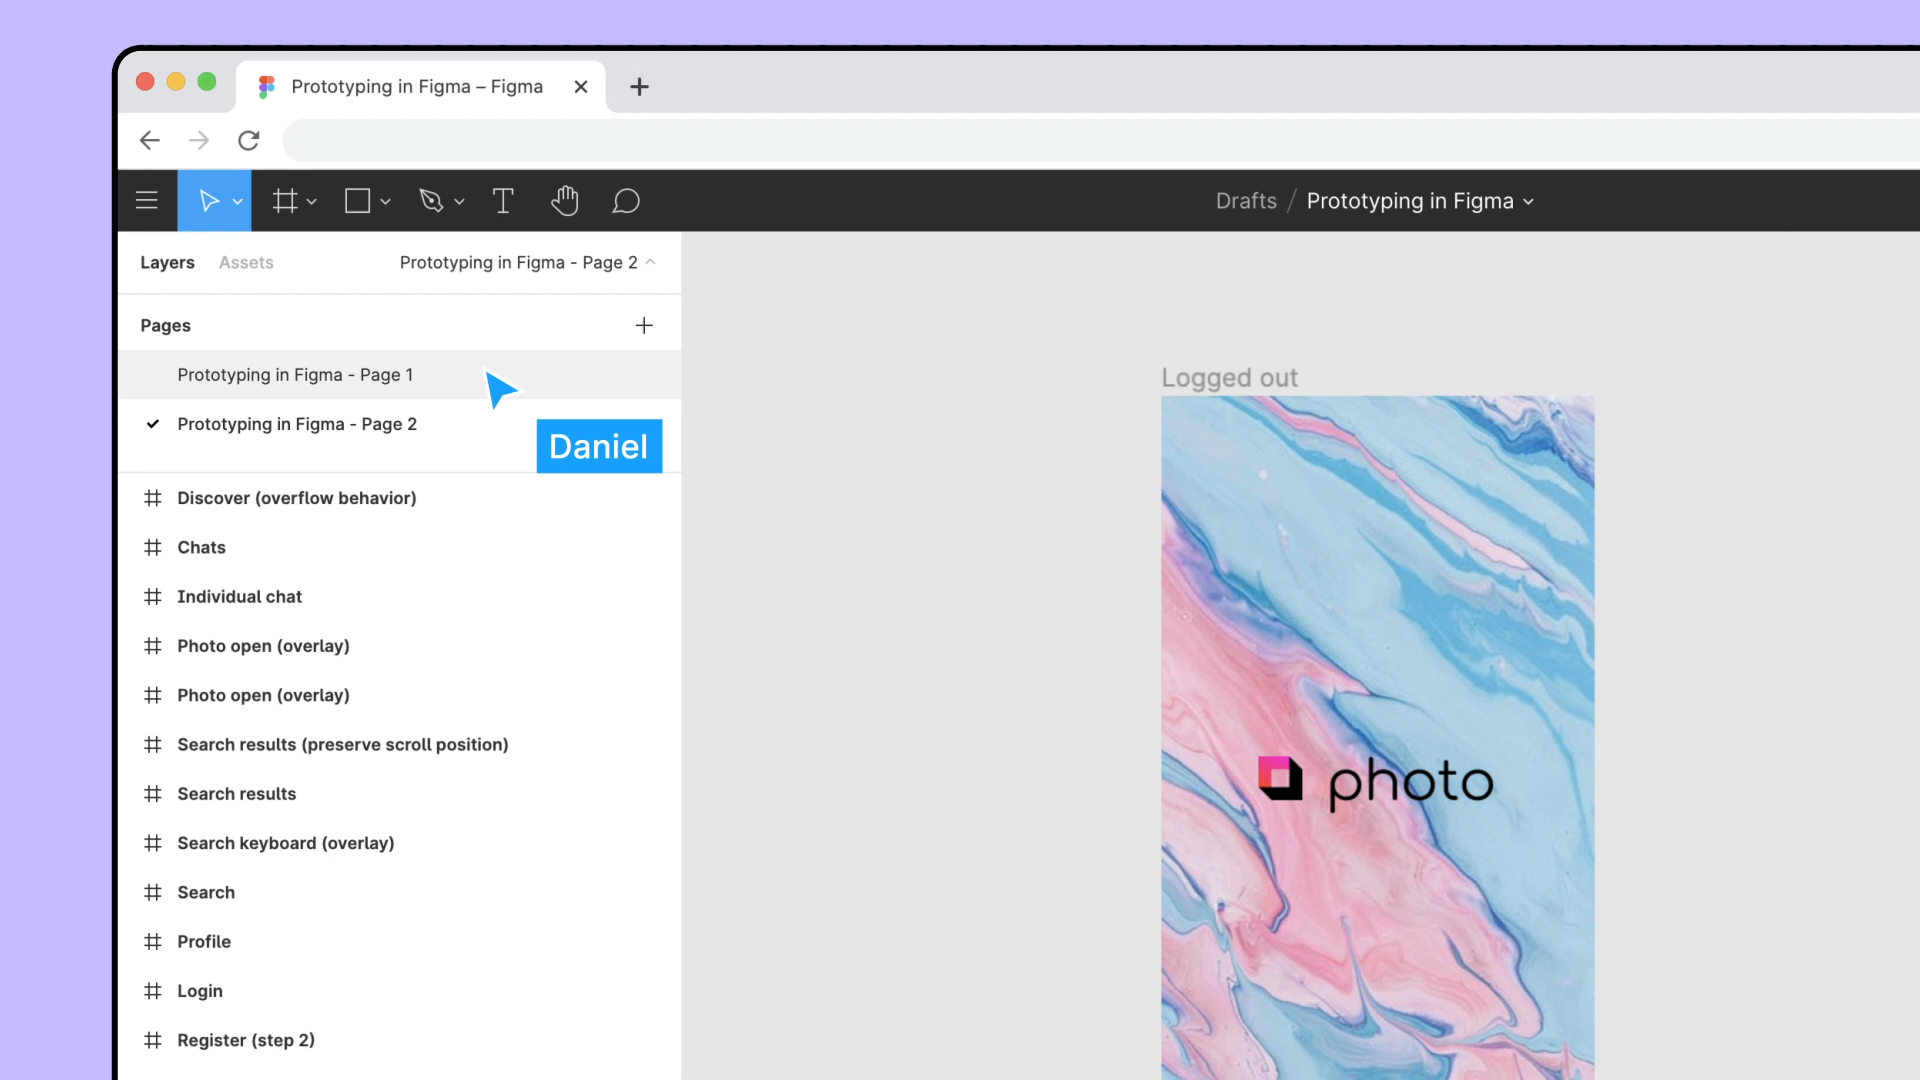 Prototyping in Figma – Figma
Drafts / Prototyping in Figma
Layers Assets Prototyping in Figma - Page 2
Pages
Prototyping in Figma - Page 1
Prototyping in Figma - Page 2
Daniel
Discover (overflow behavior)
Chats
Individual chat
Photo open (overlay)
Photo open (overlay)
Search results (preserve scroll position)
Search results
Search keyboard (overlay)
Search
Profile
Login
Register (step 2)
Logged out
photo